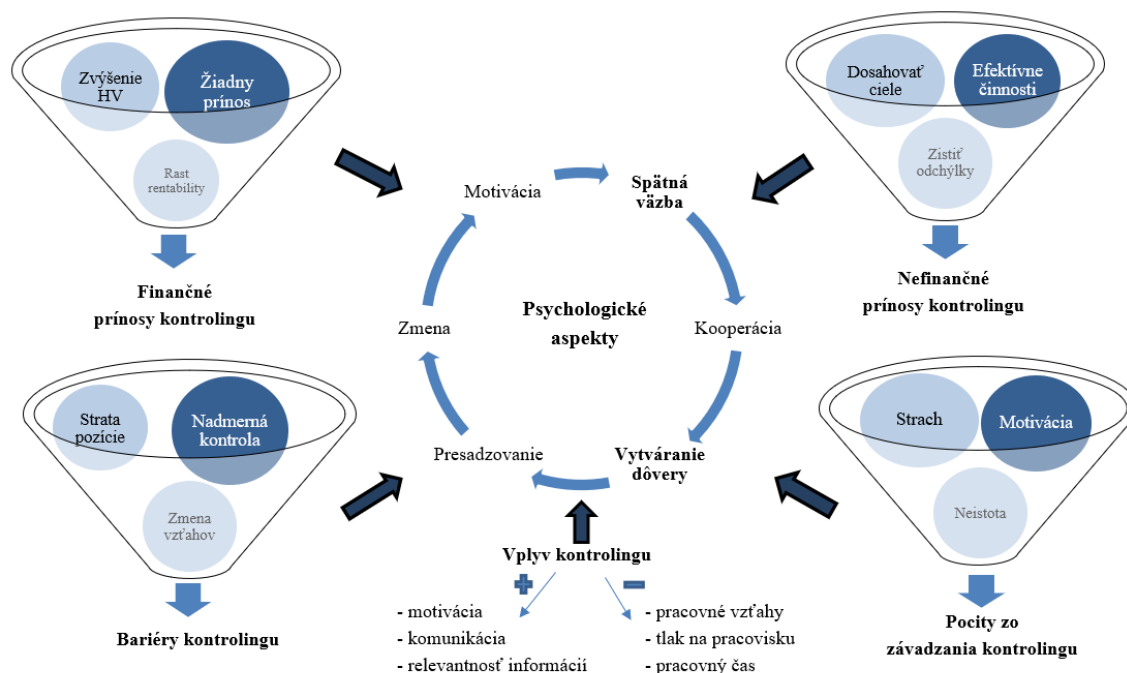 Zvýšenie
HV
Žiadny
prínos
Rast
rentability
Finančné
prínosy kontrolingu
Dosahovať
ciele
Efektívne
činnosti
Zistiť
odchýlky
Nefinančné
prínosy kontrolingu
Motivácia
Spätná
väzba
Kooperácia
Vytváranie
dôvery
Presadzovanie
Zmena
Psychologické
aspekty
Strata
pozície
Nadmerná
kontrola
Zmena
vzťahov
Bariéry kontrolingu
Strach
Motivácia
Neistota
Pocity zo
závadzania kontrolingu
Vplyv kontrolingu
+
-
- motivácia
- komunikácia
- relevantnosť informácií
- pracovné vzťahy
- tlak na pracovisku
- pracovný čas